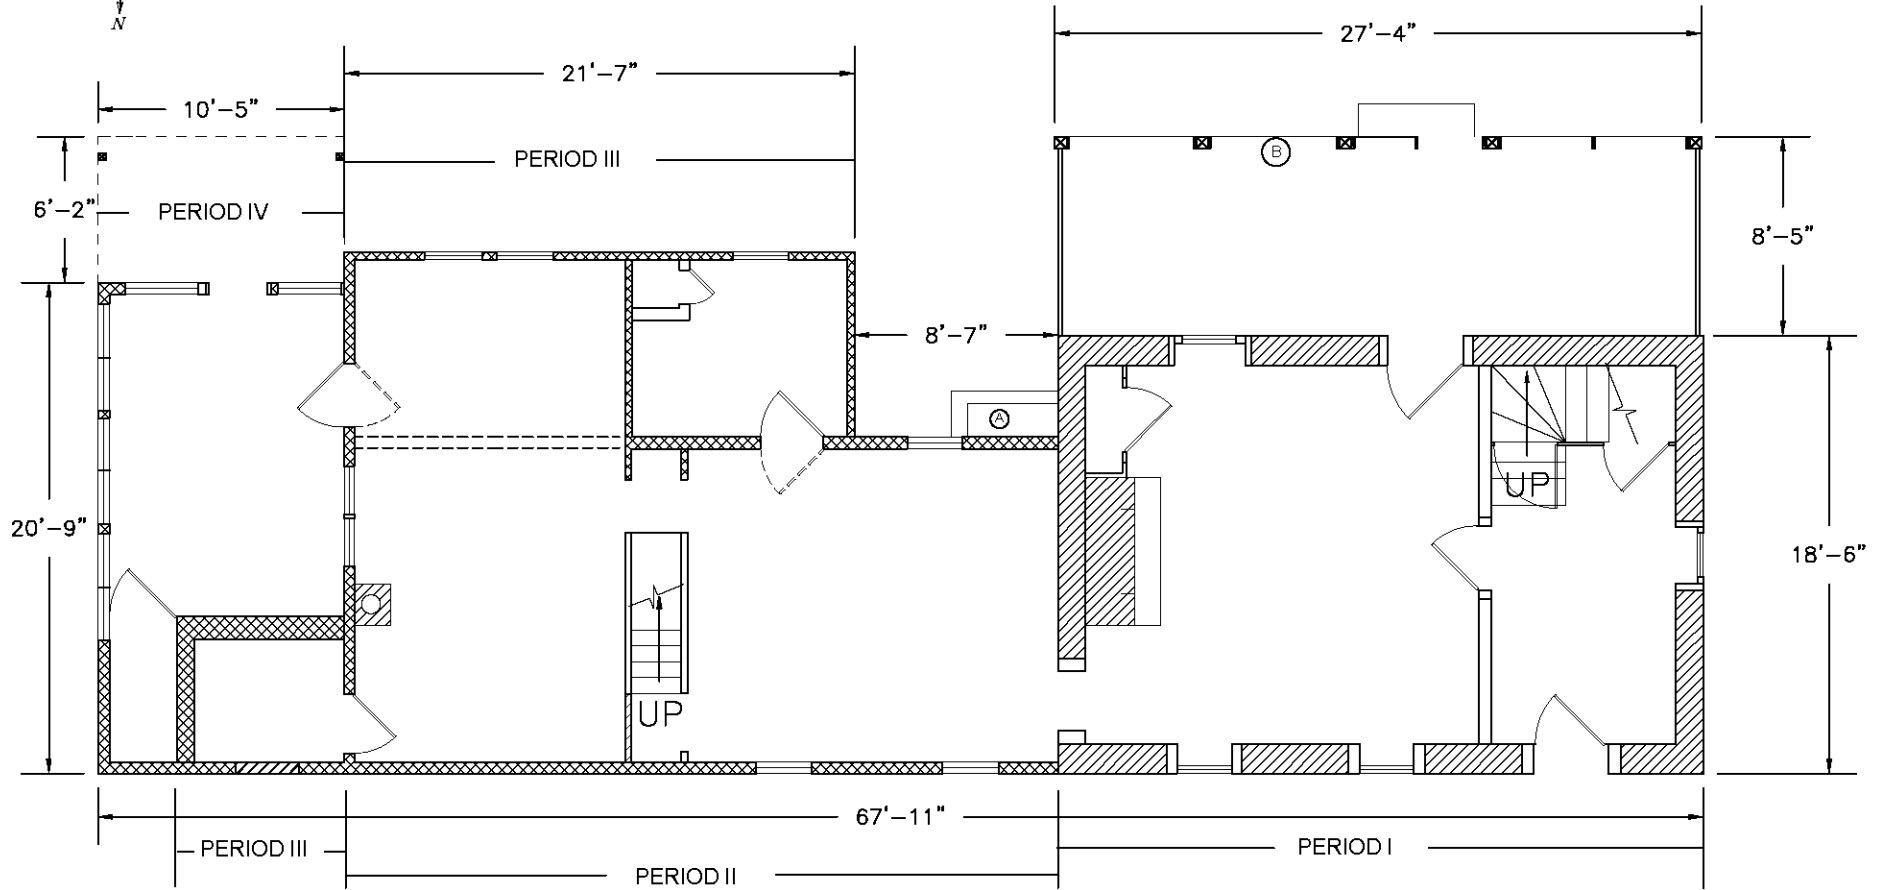 N
27'-4"
21'-7"
10'-5"
PERIOD III
B
6'-2"
PERIOD IV
8'-5"
8'-7"
A
UP
20'-9"
18'-6"
UP
67'-11"
PERIOD III
PERIOD I
PERIOD II